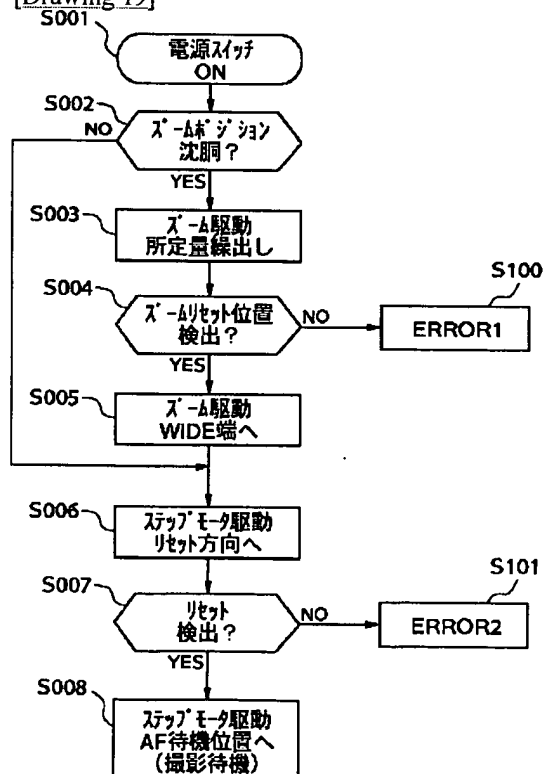 [Drawing 19]
S001
電源スイッチ
ON
S002
NO
ズームポジション
沈胴？
YES
S003
ズーム駆動
所定量繰出し
S004
ズームリセット位置
検出？
NO
S100
ERROR1
YES
S005
ズーム駆動
WIDE端へ
S006
ステップモータ駆動
リセット方向へ
S007
リセット
検出？
NO
S101
ERROR2
YES
S008
ステップモータ駆動
AF待機位置へ
(撮影待機)